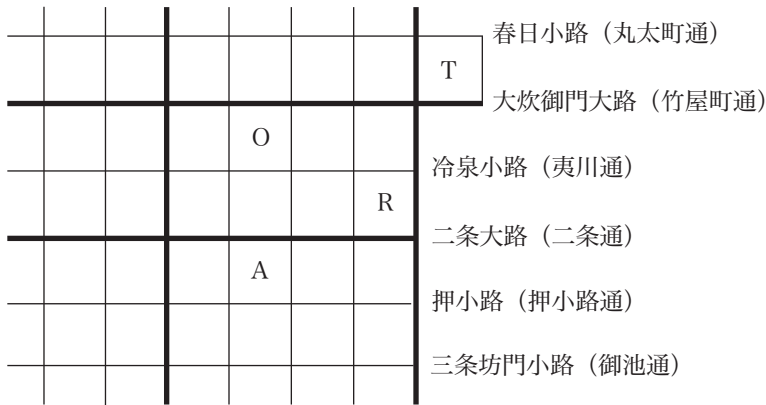 春日小路（丸太町通）
T
大炊御門大路（竹屋町通）
O
冷泉小路（夷川通）
R
二条大路（二条通）
A
押小路（押小路通）
三条坊門小路（御池通）